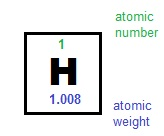 atomic
number
1
H
1.008
atomic
weight